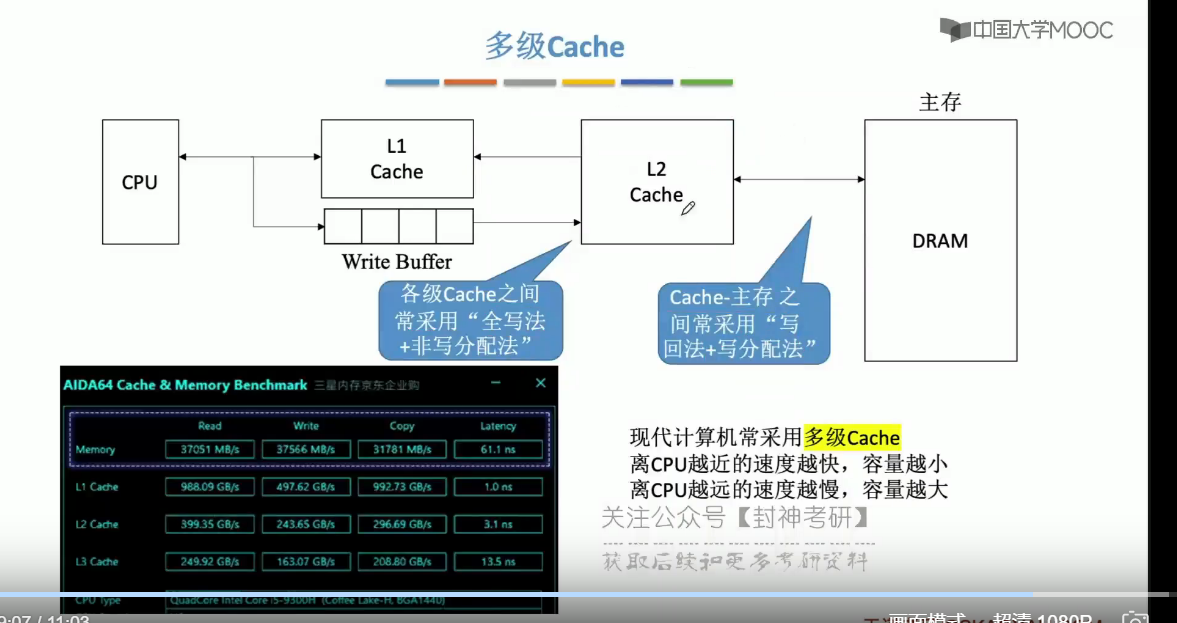 中国大学MOOC
多级Cache
主存
CPU
L1
Cache
L2
Cache
DRAM
Write Buffer
各级Cache之间
常采用“全写法
+非写分配法”
Cache-主存 之
间常采用“写
回法+写分配法”
AIDA64 Cache & Memory Benchmark 三星内存京东企业购
Read Write Copy Latency
Memory 37051 MB/s 37566 MB/s 31781 MB/s 61.1 ns
L1 Cache 988.09 GB/s 497.62 GB/s 992.73 GB/s 1.0 ns
L2 Cache 399.35 GB/s 243.65 GB/s 296.69 GB/s 3.1 ns
L3 Cache 249.92 GB/s 163.07 GB/s 208.80 GB/s 13.5 ns
CPU Type QuadCore Intel Core i5-9300H (Coffee Lake-H, BGA1440)
现代计算机常采用多级Cache
离CPU越近的速度越快，容量越小
离CPU越远的速度越慢，容量越大
关注公众号【封神考研】
获取后续和更多考研资料
9:07 / 11:03
画面模式
超清 1080P